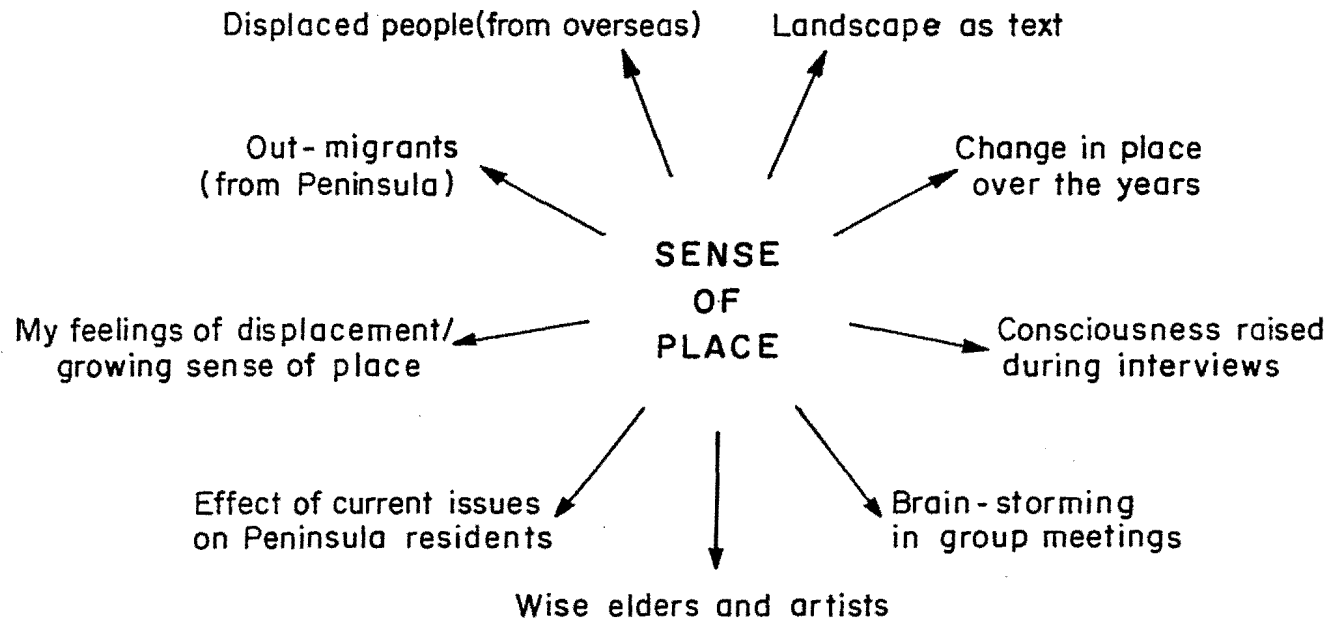 Displaced people(from overseas)
Landscape as text
Out-migrants
(from Peninsula)
Change in place
over the years
SENSE
OF
PLACE
My feelings of displacement/
growing sense of place
Consciousness raised
during interviews
Effect of current issues
on Peninsula residents
Brain-storming
in group meetings
Wise elders and artists